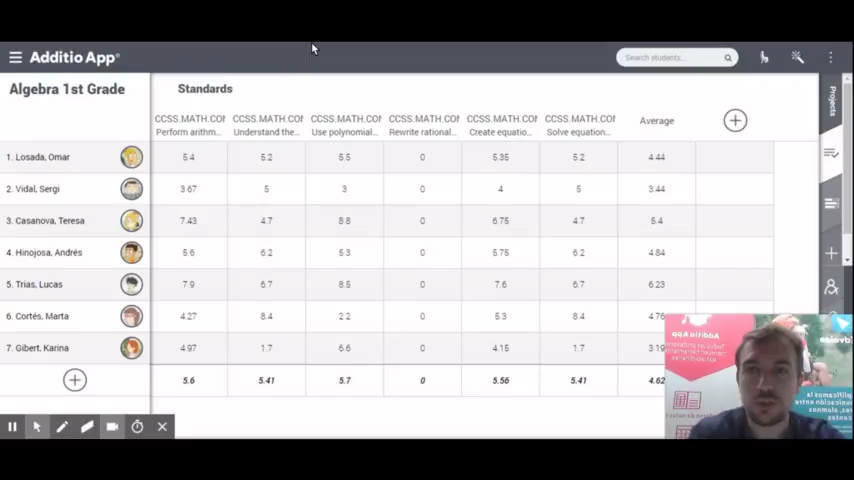 Additio App®
Search students...
Algebra 1st Grade
Standards
CCSS.MATH.CO CCSS.MATH.CO CCSS.MATH.CO CCSS.MATH.CO CCSS.MATH.CO CCSS.MATH.CO Average
Perform arithm... Understand the... Use polynomial... Rewrite rational... Create equatio... Solve equation...
1. Losada, Omar 5.4 5.2 5.5 0 5.35 5.2 4.44
2. Vidal, Sergi 3.67 5 3 0 4 5 3.44
3. Casanova, Teresa 7.43 4.7 8.8 0 6.75 4.7 5.4
4. Hinojosa, Andrés 5.6 6.2 5.3 0 5.75 6.2 4.84
5. Trias, Lucas 7.9 6.7 8.5 0 7.6 6.7 6.23
6. Cortés, Marta 4.27 8.4 2.2 0 5.3 8.4 4.76
7. Gibert, Karina 4.97 1.7 6.6 0 4.15 1.7 3.19
5.6 5.41 5.7 0 5.56 5.41 4.62
Projects
Additio App